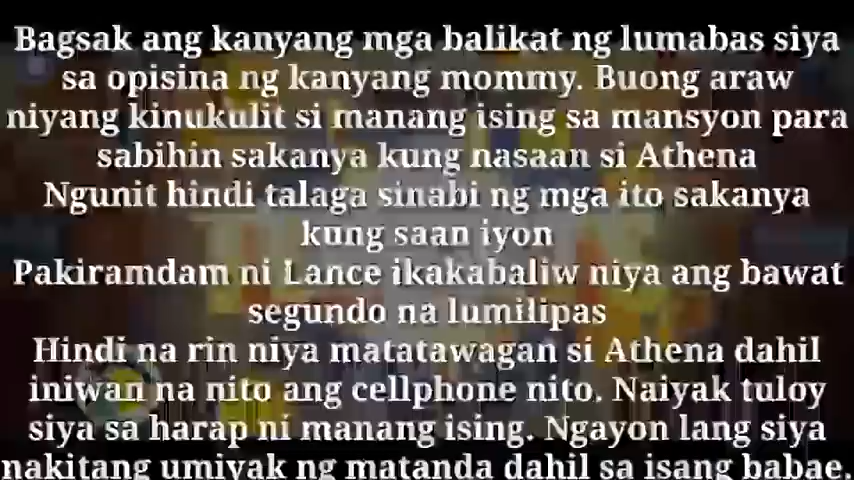 Bagsak ang kanyang mga balikat ng lumabas siya
sa opisina ng kanyang mommy. Buong araw
niyang kinukulit si manang ising sa mansyon para
sabihin sakanya kung nasaan si Athena
Ngunit hindi talaga sinabi ng mga ito sakanya
kung saan iyon
Pakiramdam ni Lance ikakabaliw niya ang bawat
segundo na lumilipas
Hindi na rin niya matatawagan si Athena dahil
iniwan na nito ang cellphone nito. Naiyak tuloy
siya sa harap ni manang ising. Ngayon lang siya
nakitang umiyak ng matanda dahil sa isang babae.